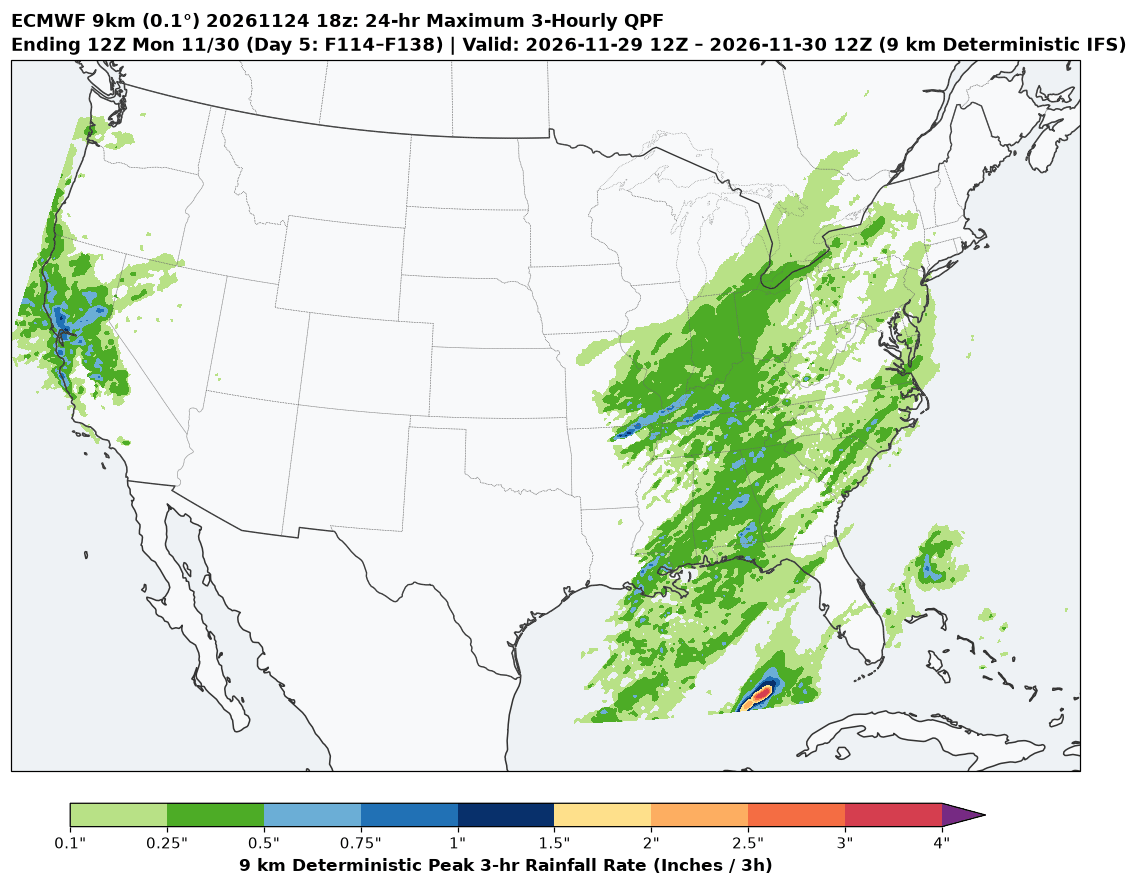 ECMWF 9km (0.1°) 20261124 18z: 24-hr Maximum 3-Hourly QPF
Ending 12Z Mon 11/30 (Day 5: F114–F138) | Valid: 2026-11-29 12Z – 2026-11-30 12Z (9 km Deterministic IFS)
0.1" 0.25" 0.5" 0.75" 1" 1.5" 2" 2.5" 3" 4"
9 km Deterministic Peak 3-hr Rainfall Rate (Inches / 3h)